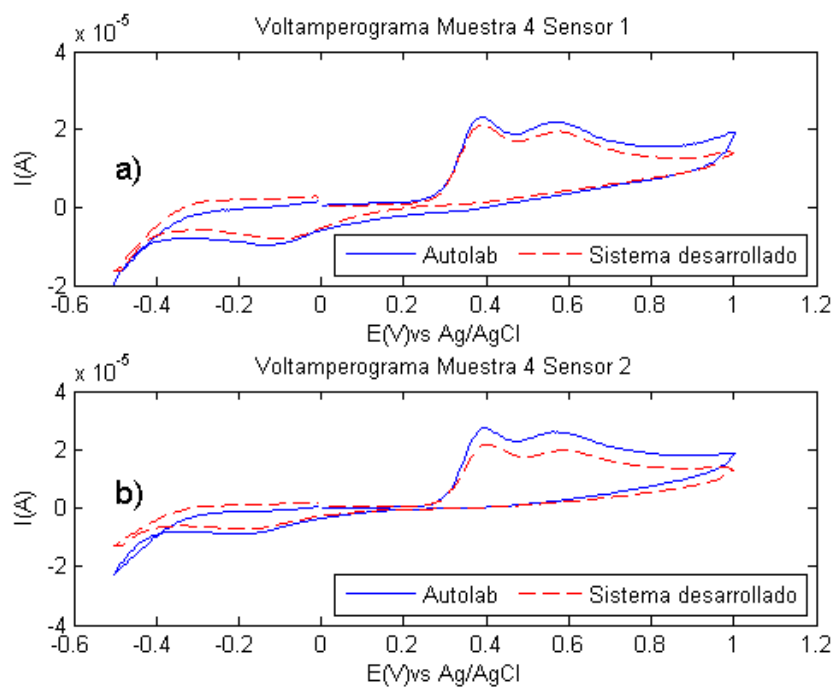 Voltamperograma Muestra 4 Sensor 1
x 10-5
4
2
0
-2
I(A)
a)
Autolab Sistema desarrollado
-0.6 -0.4 -0.2 0 0.2 0.4 0.6 0.8 1 1.2
E(V)vs Ag/AgCl
Voltamperograma Muestra 4 Sensor 2
x 10-5
4
2
0
-2
-4
I(A)
b)
Autolab Sistema desarrollado
-0.6 -0.4 -0.2 0 0.2 0.4 0.6 0.8 1 1.2
E(V)vs Ag/AgCl